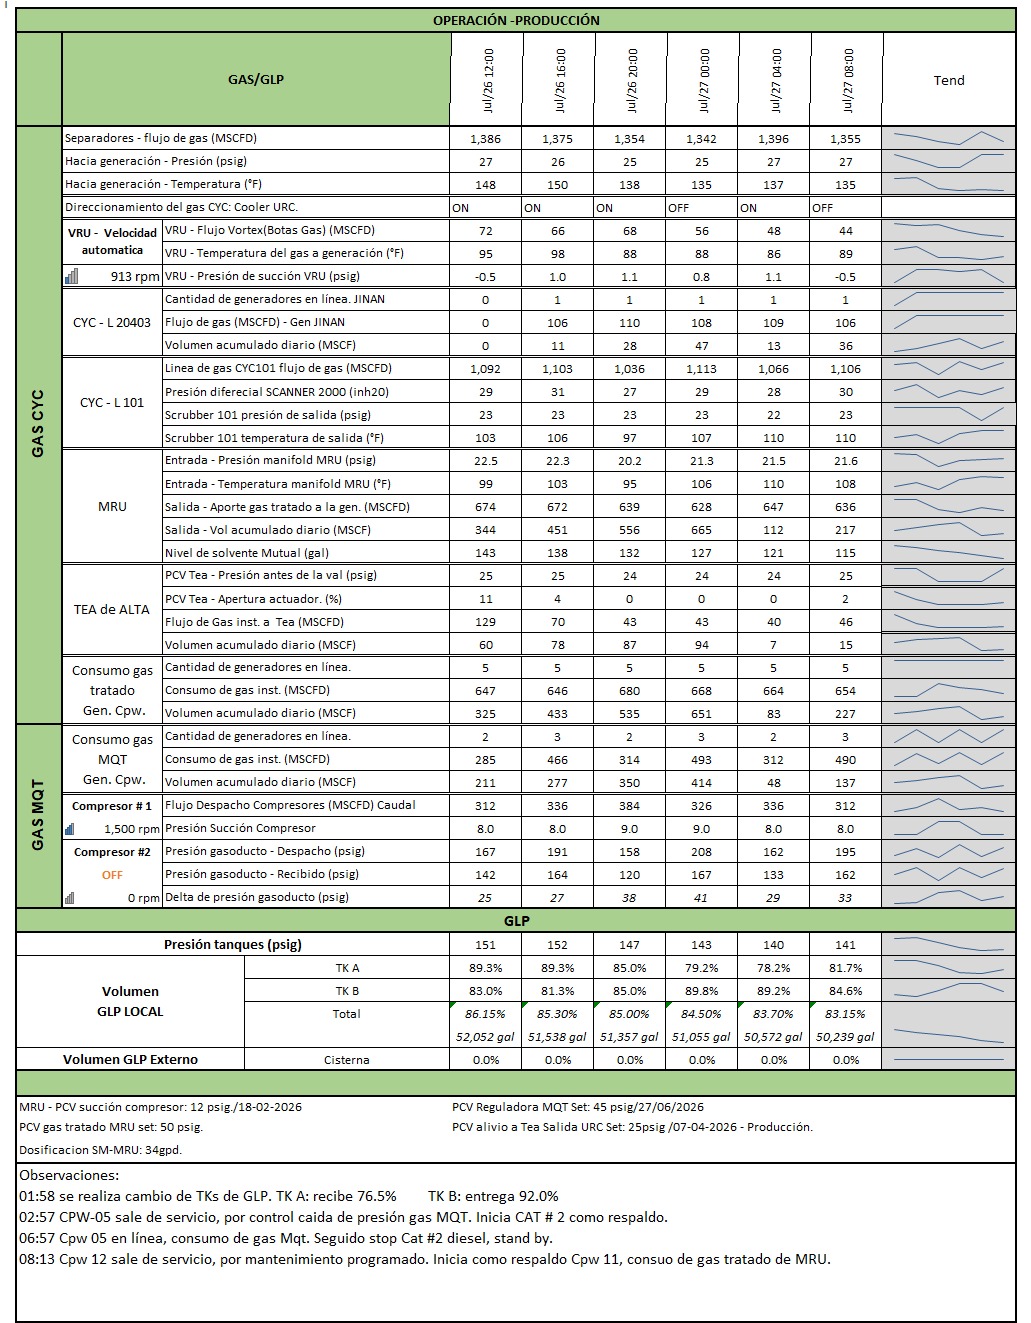 OPERACIÓN -PRODUCCIÓN
GAS/GLP Jul/26 12:00 Jul/26 16:00 Jul/26 20:00 Jul/27 00:00 Jul/27 04:00 Jul/27 08:00 Tend
GAS CYC
Separadores - flujo de gas (MSCFD) 1,386 1,375 1,354 1,342 1,396 1,355
Hacia generación - Presión (psig) 27 26 25 25 27 27
Hacia generación - Temperatura (°F) 148 150 138 135 137 135
Direccionamiento del gas CYC: Cooler URC. ON ON ON OFF ON OFF
VRU - Velocidad automatica
913 rpm
VRU - Flujo Vortex(Botas Gas) (MSCFD) 72 66 68 56 48 44
VRU - Temperatura del gas a generación (°F) 95 98 88 88 86 89
VRU - Presión de succión VRU (psig) -0.5 1.0 1.1 0.8 1.1 -0.5
CYC - L 20403
Cantidad de generadores en línea. JINAN 0 1 1 1 1 1
Flujo de gas (MSCFD) - Gen JINAN 0 106 110 108 109 106
Volumen acumulado diario (MSCF) 0 11 28 47 13 36
CYC - L 101
Linea de gas CYC101 flujo de gas (MSCFD) 1,092 1,103 1,036 1,113 1,066 1,106
Presión diferecial SCANNER 2000 (inh20) 29 31 27 29 28 30
Scrubber 101 presión de salida (psig) 23 23 23 23 22 23
Scrubber 101 temperatura de salida (°F) 103 106 97 107 110 110
MRU
Entrada - Presión manifold MRU (psig) 22.5 22.3 20.2 21.3 21.5 21.6
Entrada - Temperatura manifold MRU (°F) 99 103 95 106 110 108
Salida - Aporte gas tratado a la gen. (MSCFD) 674 672 639 628 647 636
Salida - Vol acumulado diario (MSCF) 344 451 556 665 112 217
Nivel de solvente Mutual (gal) 143 138 132 127 121 115
TEA de ALTA
PCV Tea - Presión antes de la val (psig) 25 25 24 24 24 25
PCV Tea - Apertura actuador. (%) 11 4 0 0 0 2
Flujo de Gas inst. a Tea (MSCFD) 129 70 43 43 40 46
Volumen acumulado diario (MSCF) 60 78 87 94 7 15
Consumo gas tratado Gen. Cpw.
Cantidad de generadores en línea. 5 5 5 5 5 5
Consumo de gas inst. (MSCFD) 647 646 680 668 664 654
Volumen acumulado diario (MSCF) 325 433 535 651 83 227
GAS MQT
Consumo gas MQT Gen. Cpw.
Cantidad de generadores en línea. 2 3 2 3 2 3
Consumo de gas inst. (MSCFD) 285 466 314 493 312 490
Volumen acumulado diario (MSCF) 211 277 350 414 48 137
Compresor # 1
1,500 rpm
Flujo Despacho Compresores (MSCFD) Caudal 312 336 384 326 336 312
Presión Succión Compresor 8.0 8.0 9.0 9.0 8.0 8.0
Compresor #2
OFF
0 rpm
Presión gasoducto - Despacho (psig) 167 191 158 208 162 195
Presión gasoducto - Recibido (psig) 142 164 120 167 133 162
Delta de presión gasoducto (psig) 25 27 38 41 29 33
GLP
Presión tanques (psig) 151 152 147 143 140 141
Volumen GLP LOCAL
TK A 89.3% 89.3% 85.0% 79.2% 78.2% 81.7%
TK B 83.0% 81.3% 85.0% 89.8% 89.2% 84.6%
Total 86.15% 85.30% 85.00% 84.50% 83.70% 83.15%
52,052 gal 51,538 gal 51,357 gal 51,055 gal 50,572 gal 50,239 gal
Volumen GLP Externo Cisterna 0.0% 0.0% 0.0% 0.0% 0.0% 0.0%
MRU - PCV succión compresor: 12 psig./18-02-2026 PCV Reguladora MQT Set: 45 psig/27/06/2026
PCV gas tratado MRU set: 50 psig. PCV alivio a Tea Salida URC Set: 25psig /07-04-2026 - Producción.
Dosificacion SM-MRU: 34gpd.
Observaciones:
01:58 se realiza cambio de TKs de GLP. TK A: recibe 76.5% TK B: entrega 92.0%
02:57 CPW-05 sale de servicio, por control caida de presión gas MQT. Inicia CAT # 2 como respaldo.
06:57 Cpw 05 en línea, consumo de gas Mqt. Seguido stop Cat #2 diesel, stand by.
08:13 Cpw 12 sale de servicio, por mantenimiento programado. Inicia como respaldo Cpw 11, consuo de gas tratado de MRU.